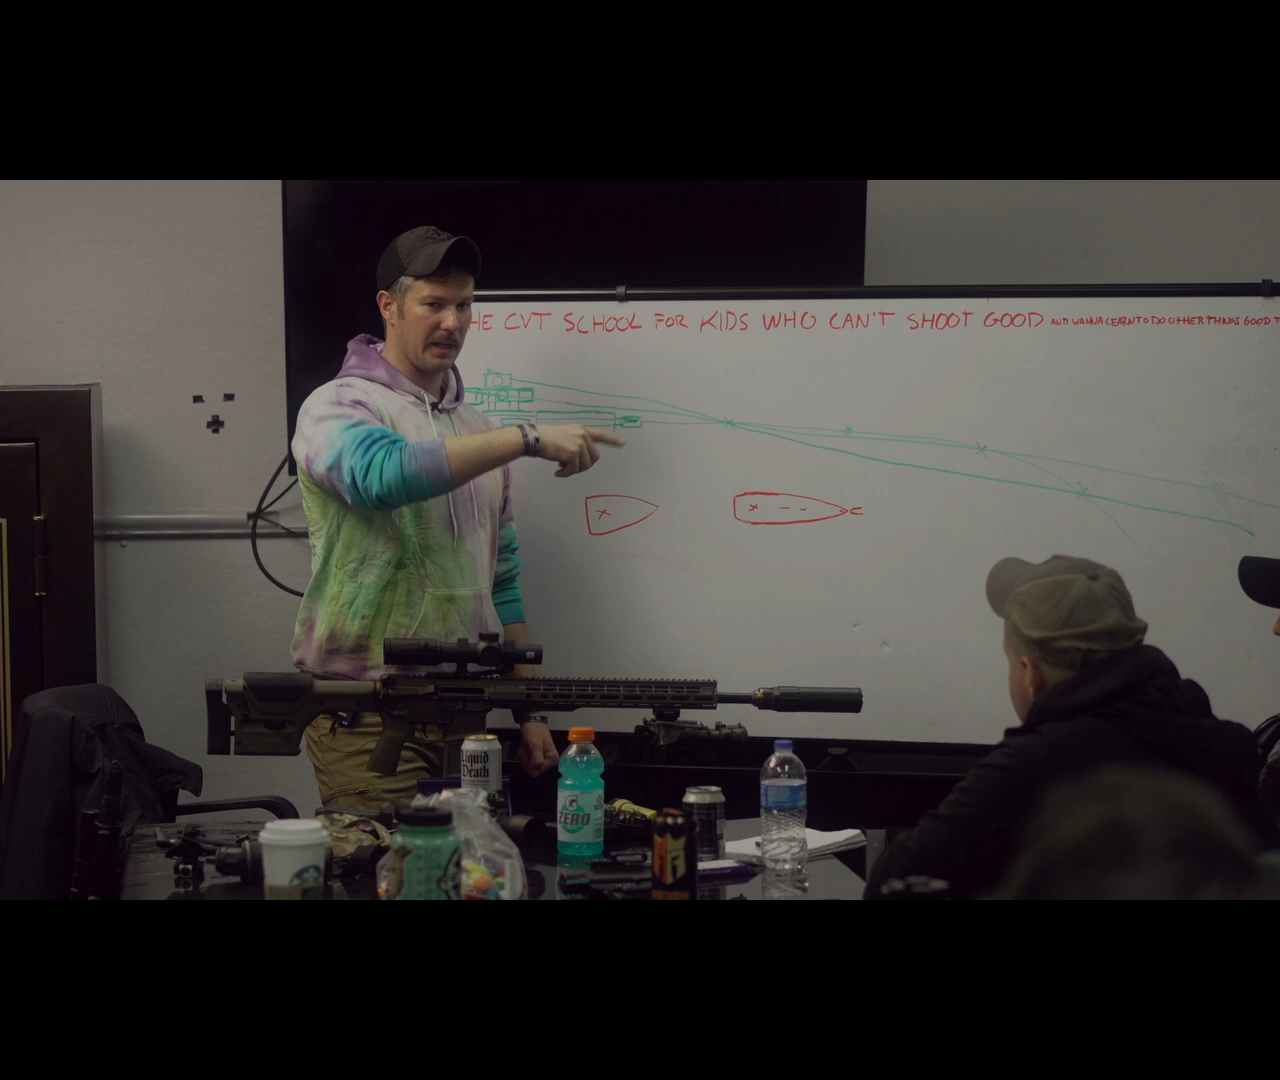 HE CVT SCHOOL FOR KIDS WHO CAN'T SHOOT GOOD AND WANNA LEARN TO DO OTHER THINGS GOOD T
Liquid
Death
G
ZERO